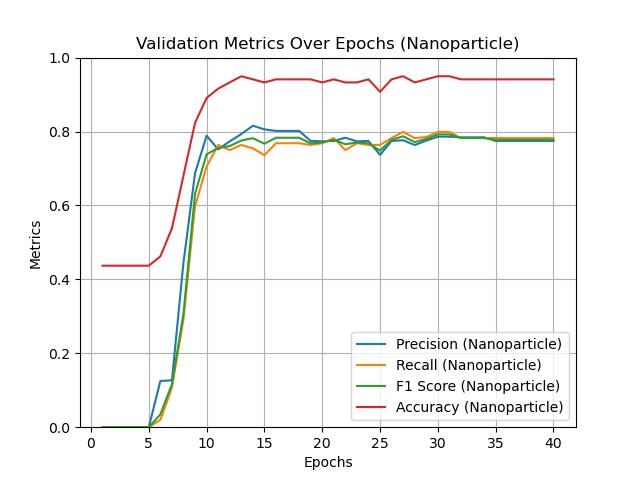 Validation Metrics Over Epochs (Nanoparticle)
1.0
0.8
0.6
0.4
0.2
0.0
Metrics
Precision (Nanoparticle)
Recall (Nanoparticle)
F1 Score (Nanoparticle)
Accuracy (Nanoparticle)
0 5 10 15 20 25 30 35 40
Epochs